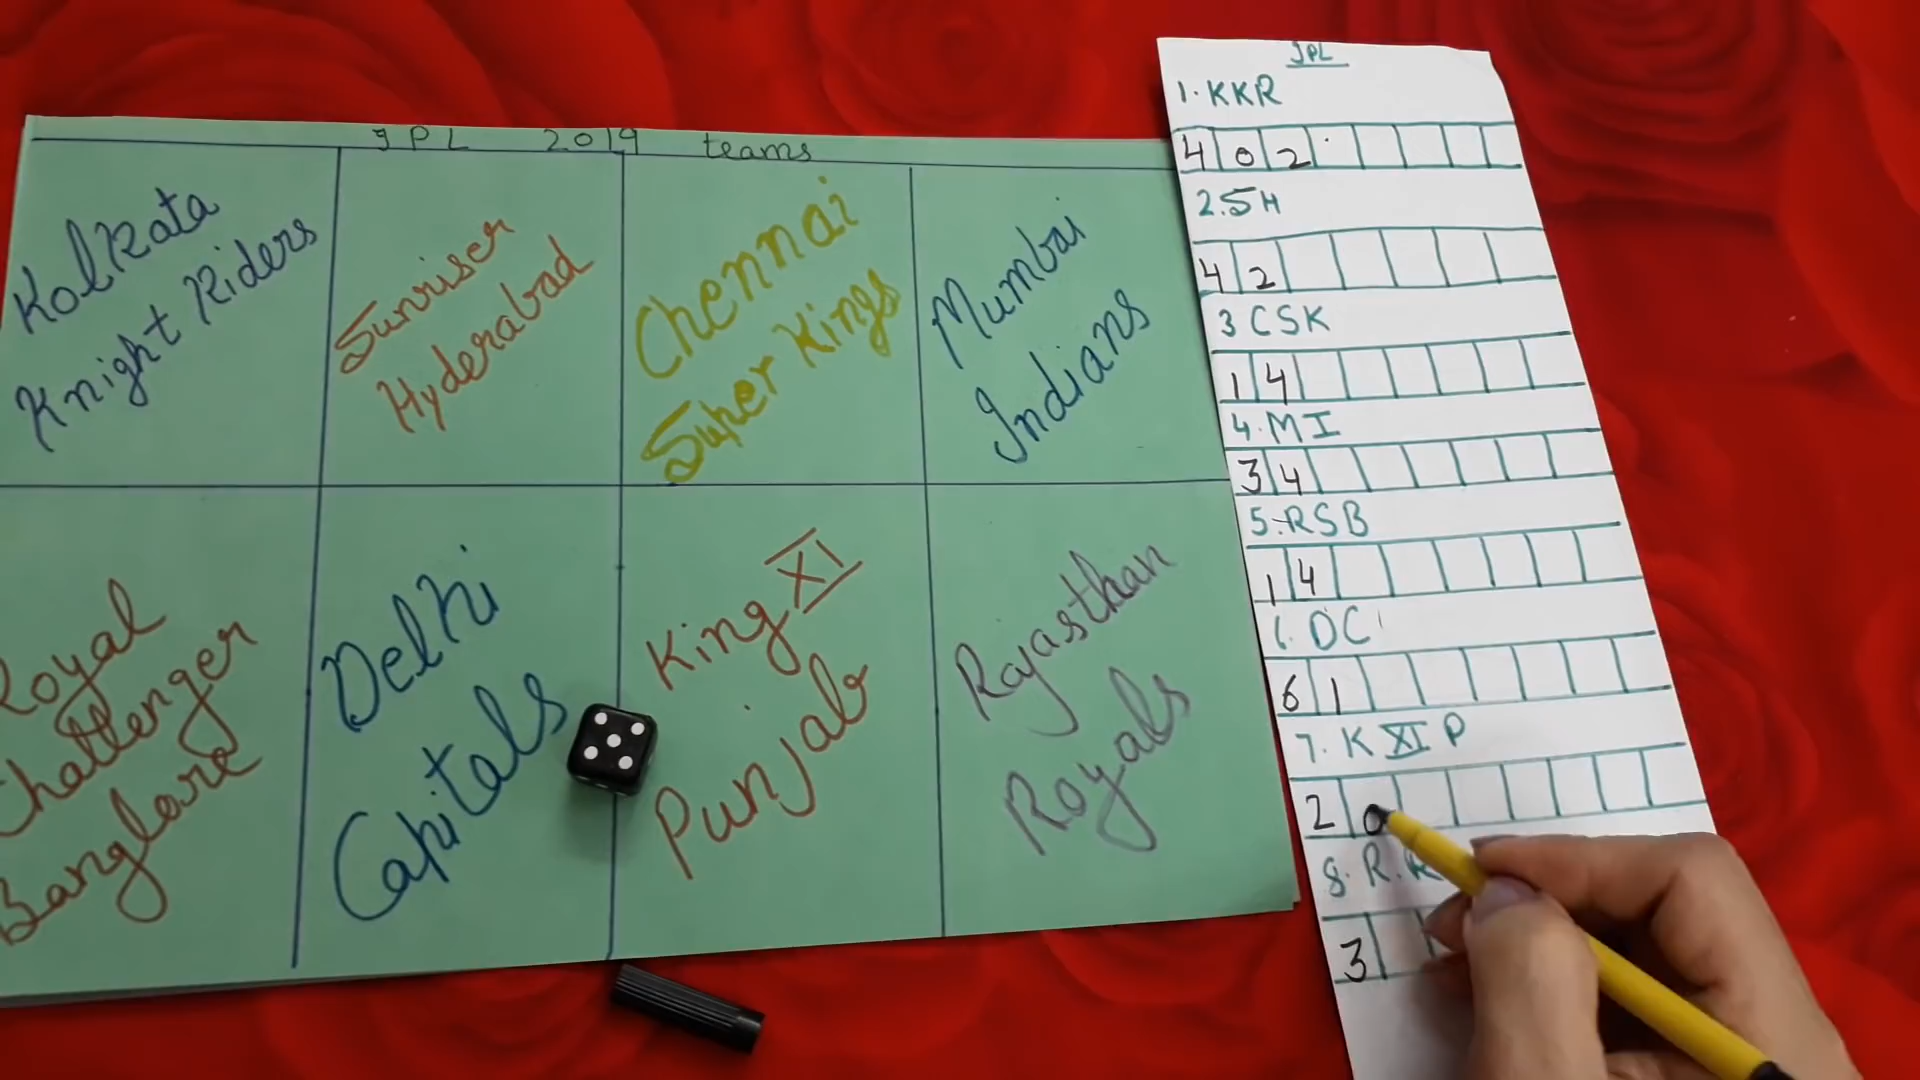 IPL 2019 teams
Kolkata
Knight Riders
Sunriser
Hyderabad
Chennai
Super Kings
Mumbai
Indians
Royal
Challenger
Banglore
Delhi
Capitals
King XI
Punjab
Rajasthan
Royals
IPL
1. KKR
4 0 2
2. SH
4 2
3 CSK
1 4
4. MI
3 4
5. RSB
1 4
6. DC
6 1
7. K XI P
2 0
8. R.R
3